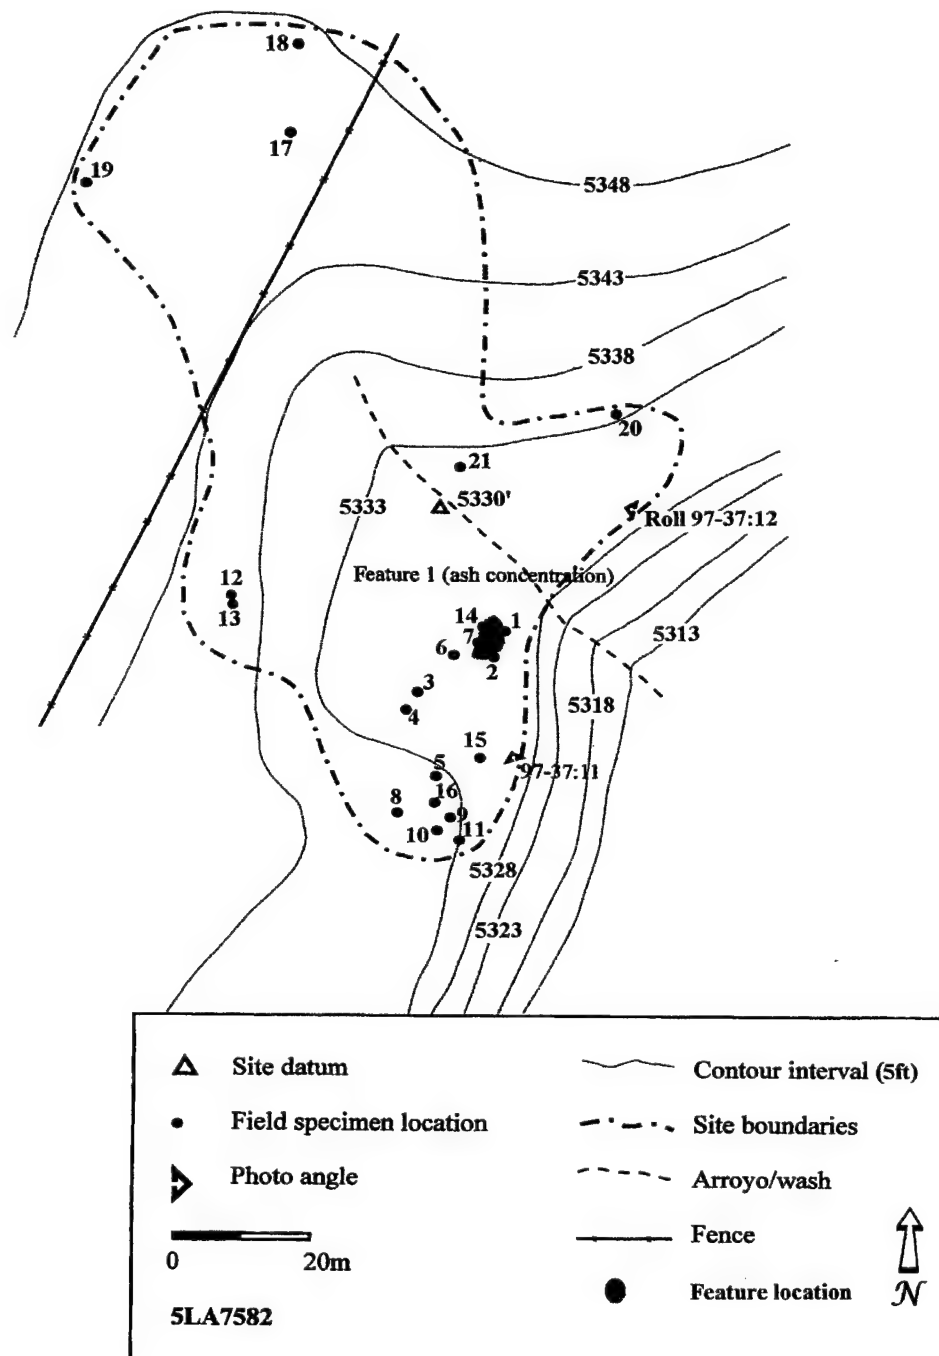 18
17
19
5348
5343
5338
20
21
5333
5330'
Roll 97-37:12
Feature 1 (ash concentration)
12
13
14
1
7
6
2
5313
3
4
5318
15
97-37:11
5
16
8
9
10
11
5328
5323
Site datum
Contour interval (5ft)
Field specimen location
Site boundaries
Photo angle
Arroyo/wash
Fence
0 20m
Feature location
N
5LA7582